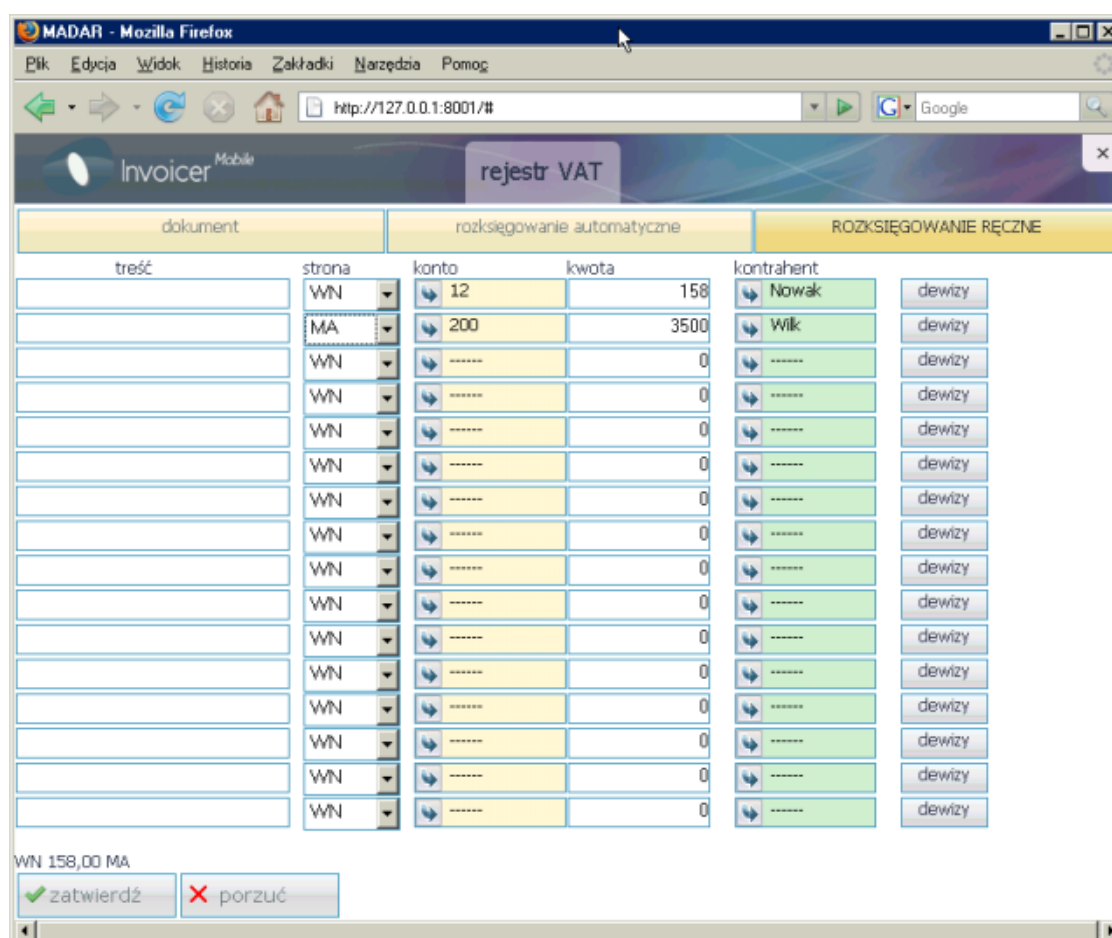 MADAR - Mozilla Firefox
Plik Edycja Widok Historia Zakładki Narzędzia Pomoc
http://127.0.0.1:8001/# Google
Invoicer Mobile rejestr VAT ×
dokument rozksięgowanie automatyczne ROZKSIĘGOWANIE RĘCZNE
treść strona konto kwota kontrahent
WN 12 158 Nowak dewizy
MA 200 3500 Wilk dewizy
WN ------ 0 ------ dewizy
WN ------ 0 ------ dewizy
WN ------ 0 ------ dewizy
WN ------ 0 ------ dewizy
WN ------ 0 ------ dewizy
WN ------ 0 ------ dewizy
WN ------ 0 ------ dewizy
WN ------ 0 ------ dewizy
WN ------ 0 ------ dewizy
WN ------ 0 ------ dewizy
WN ------ 0 ------ dewizy
WN ------ 0 ------ dewizy
WN ------ 0 ------ dewizy
WN ------ 0 ------ dewizy
WN 158,00 MA
zatwierdź porzuć